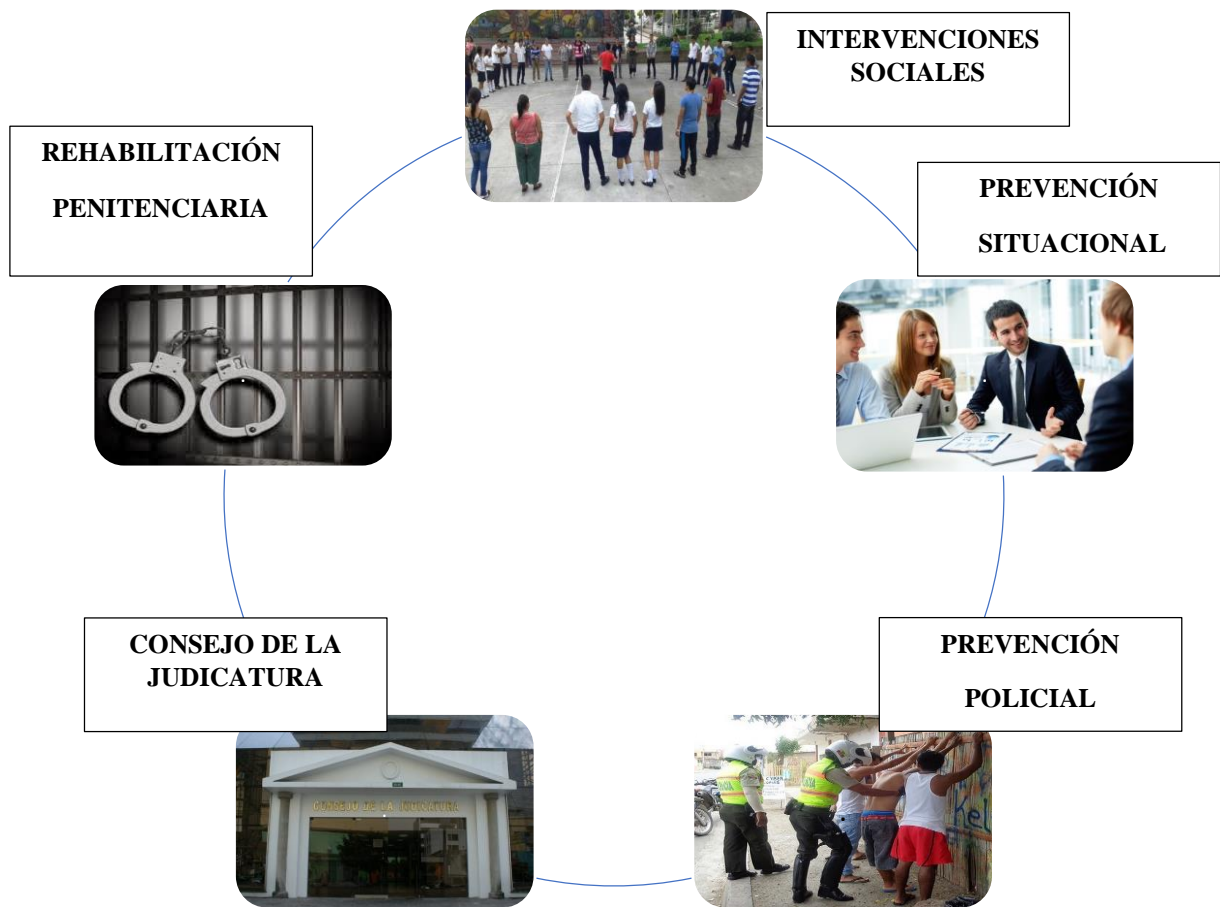 INTERVENCIONES
SOCIALES
REHABILITACIÓN
PENITENCIARIA
PREVENCIÓN
SITUACIONAL
CONSEJO DE LA
JUDICATURA
PREVENCIÓN
POLICIAL
CONSEJO DE LA JUDICATURA